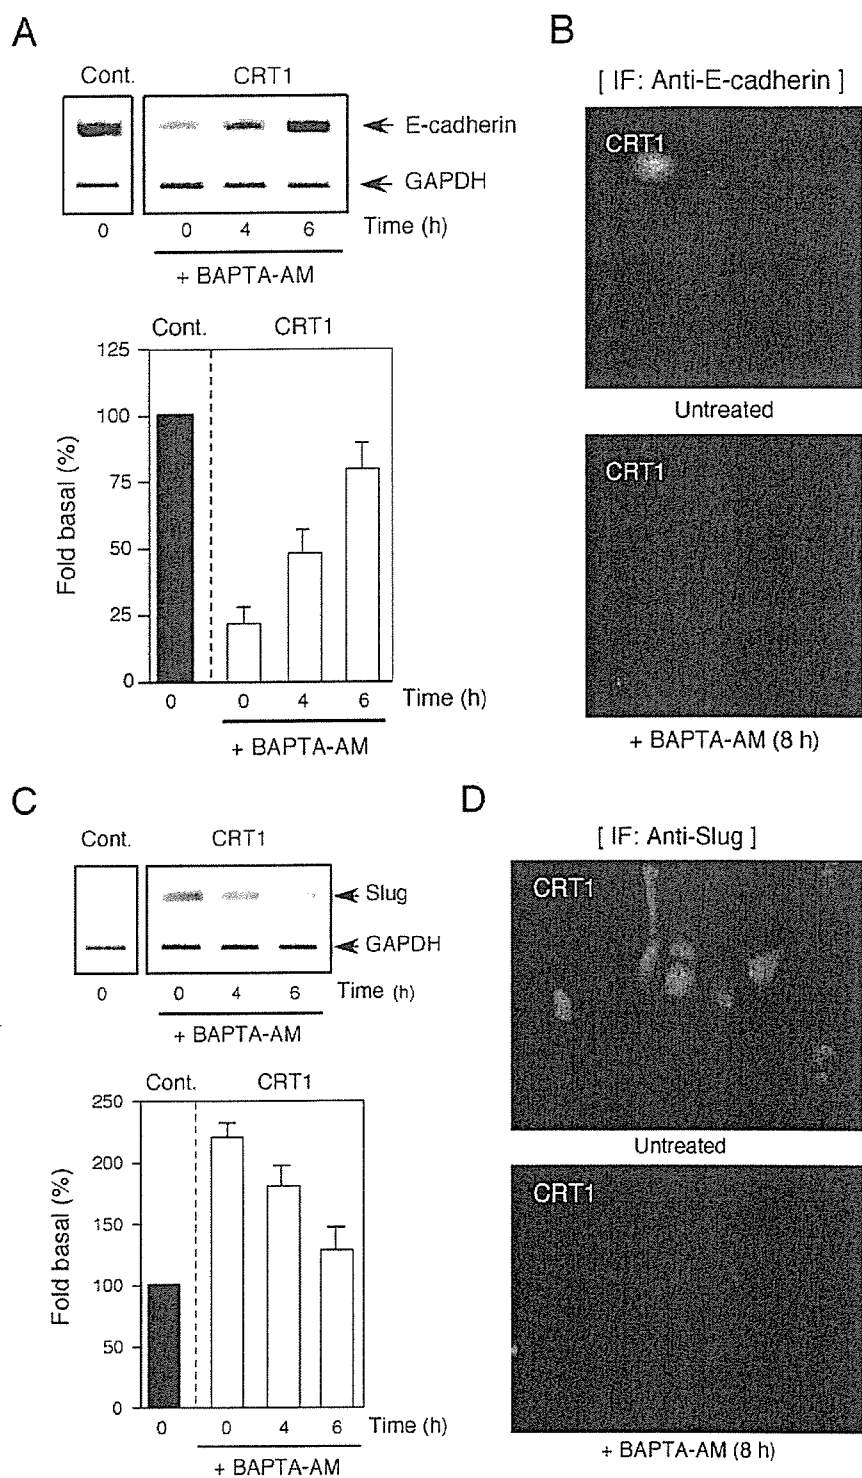 A
Cont. CRT1
E-cadherin
GAPDH
0 0 4 6 Time (h)
+ BAPTA-AM
Cont. CRT1
125
100
75
50
25
0
Fold basal (%)
0 0 4 6 Time (h)
+ BAPTA-AM
B
[ IF: Anti-E-cadherin ]
CRT1
Untreated
CRT1
+ BAPTA-AM (8 h)
C
Cont. CRT1
Slug
GAPDH
0 0 4 6 Time (h)
+ BAPTA-AM
Cont. CRT1
250
200
150
100
50
0
Fold basal (%)
0 0 4 6 Time (h)
+ BAPTA-AM
D
[ IF: Anti-Slug ]
CRT1
Untreated
CRT1
+ BAPTA-AM (8 h)